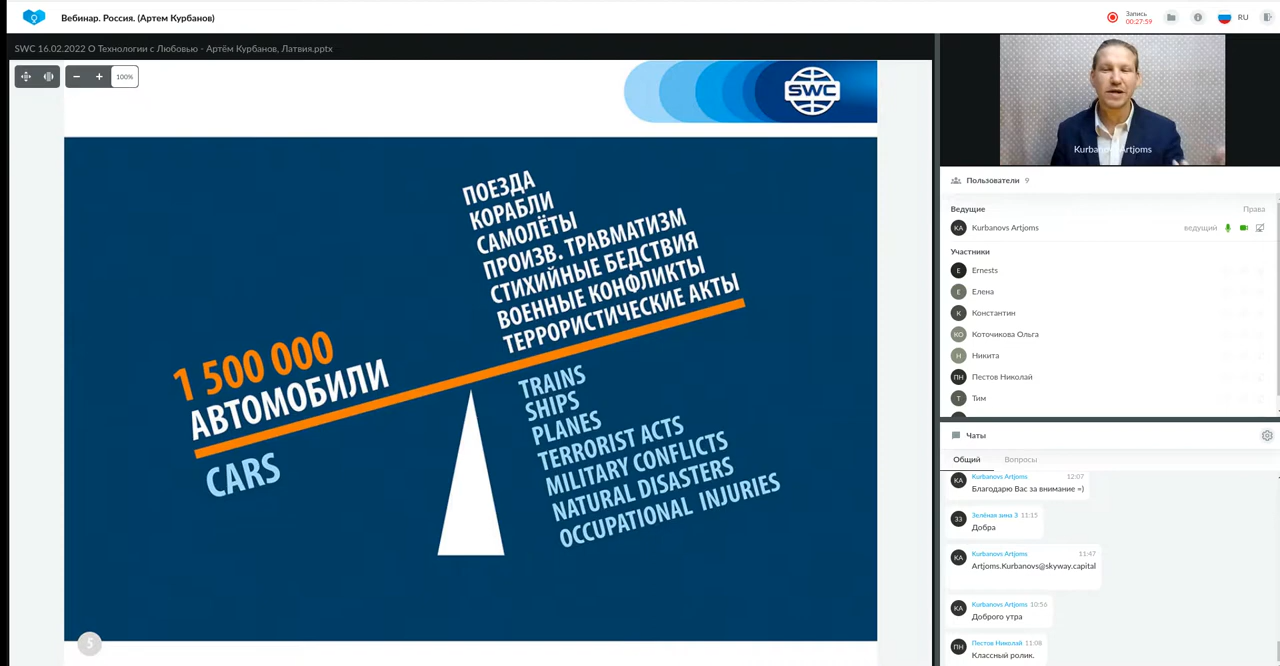 Вебинар. Россия. (Артем Курбанов)
Запись
00:27:59
RU
SWC 16.02.2022 О Технологии с Любовью - Артём Курбанов, Латвия.pptx
100%
SWC
ПОЕЗДА
КОРАБЛИ
САМОЛЁТЫ
ПРОИЗВ. ТРАВМАТИЗМ
СТИХИЙНЫЕ БЕДСТВИЯ
ВОЕННЫЕ КОНФЛИКТЫ
ТЕРРОРИСТИЧЕСКИЕ АКТЫ
1 500 000
АВТОМОБИЛИ
CARS
TRAINS
SHIPS
PLANES
TERRORIST ACTS
MILITARY CONFLICTS
NATURAL DISASTERS
OCCUPATIONAL INJURIES
5
Kurbanovs Artjoms
Пользователи 9
Ведущие
Права
KA Kurbanovs Artjoms
ведущий
Участники
E Ernests
Е Елена
К Константин
КО Коточикова Ольга
Н Никита
ПН Пестов Николай
Т Тим
Чаты
Общий
Вопросы
KA Kurbanovs Artjoms 12:07
Благодарю Вас за внимание =)
ЗЗ Зелёная зина З 11:15
Добра
KA Kurbanovs Artjoms 11:47
Artjoms.Kurbanovs@skyway.capital
KA Kurbanovs Artjoms 10:56
Доброго утра
ПН Пестов Николай 11:08
Классный ролик.